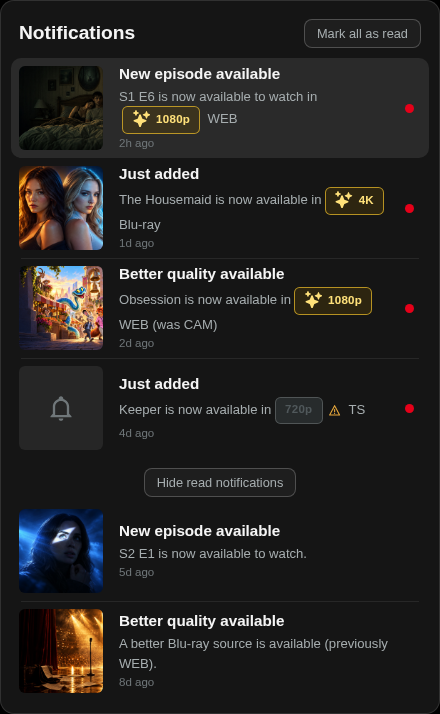 Notifications
Mark all as read
New episode available
S1 E6 is now available to watch in
1080p WEB
2h ago
Just added
The Housemaid is now available in 4K
Blu-ray
1d ago
Better quality available
Obsession is now available in 1080p
WEB (was CAM)
2d ago
Just added
Keeper is now available in 720p TS
4d ago
Hide read notifications
New episode available
S2 E1 is now available to watch.
5d ago
Better quality available
A better Blu-ray source is available (previously
WEB).
8d ago